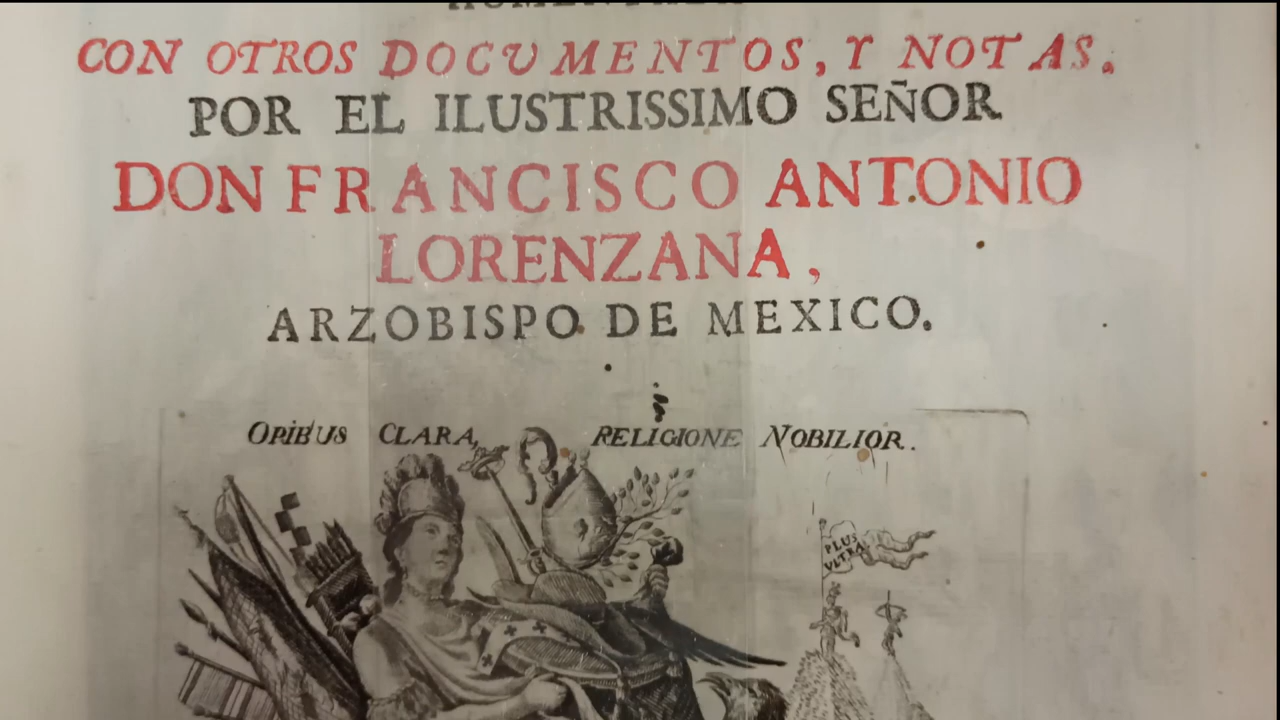 CON OTROS DOCUMENTOS, Y NOTAS.
POR EL ILUSTRISSIMO SEÑOR
DON FRANCISCO ANTONIO
LORENZANA,
ARZOBISPO DE MEXICO.
OPIBUS CLARA, RELIGIONE NOBILIOR.
PLUS
VLTRA